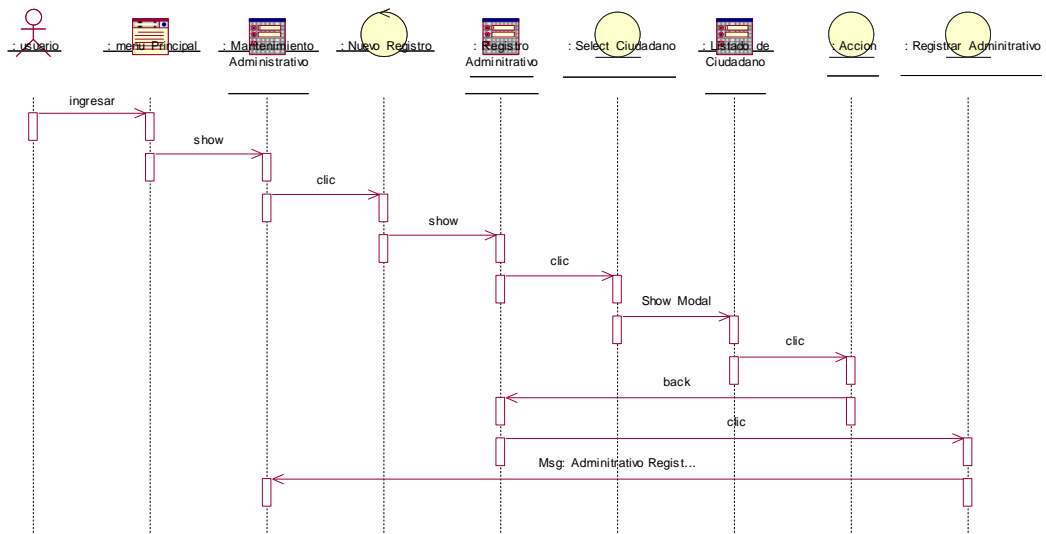 : usuario
: menu Principal
: Mantenimiento
Administrativo
: Nuevo Registro
: Registro
Adminitrativo
: Select Ciudadano
: Listado de
Ciudadano
: Accion
: Registrar Adminitrativo
ingresar
show
clic
show
clic
Show Modal
clic
back
clic
Msg: Adminitrativo Regist...